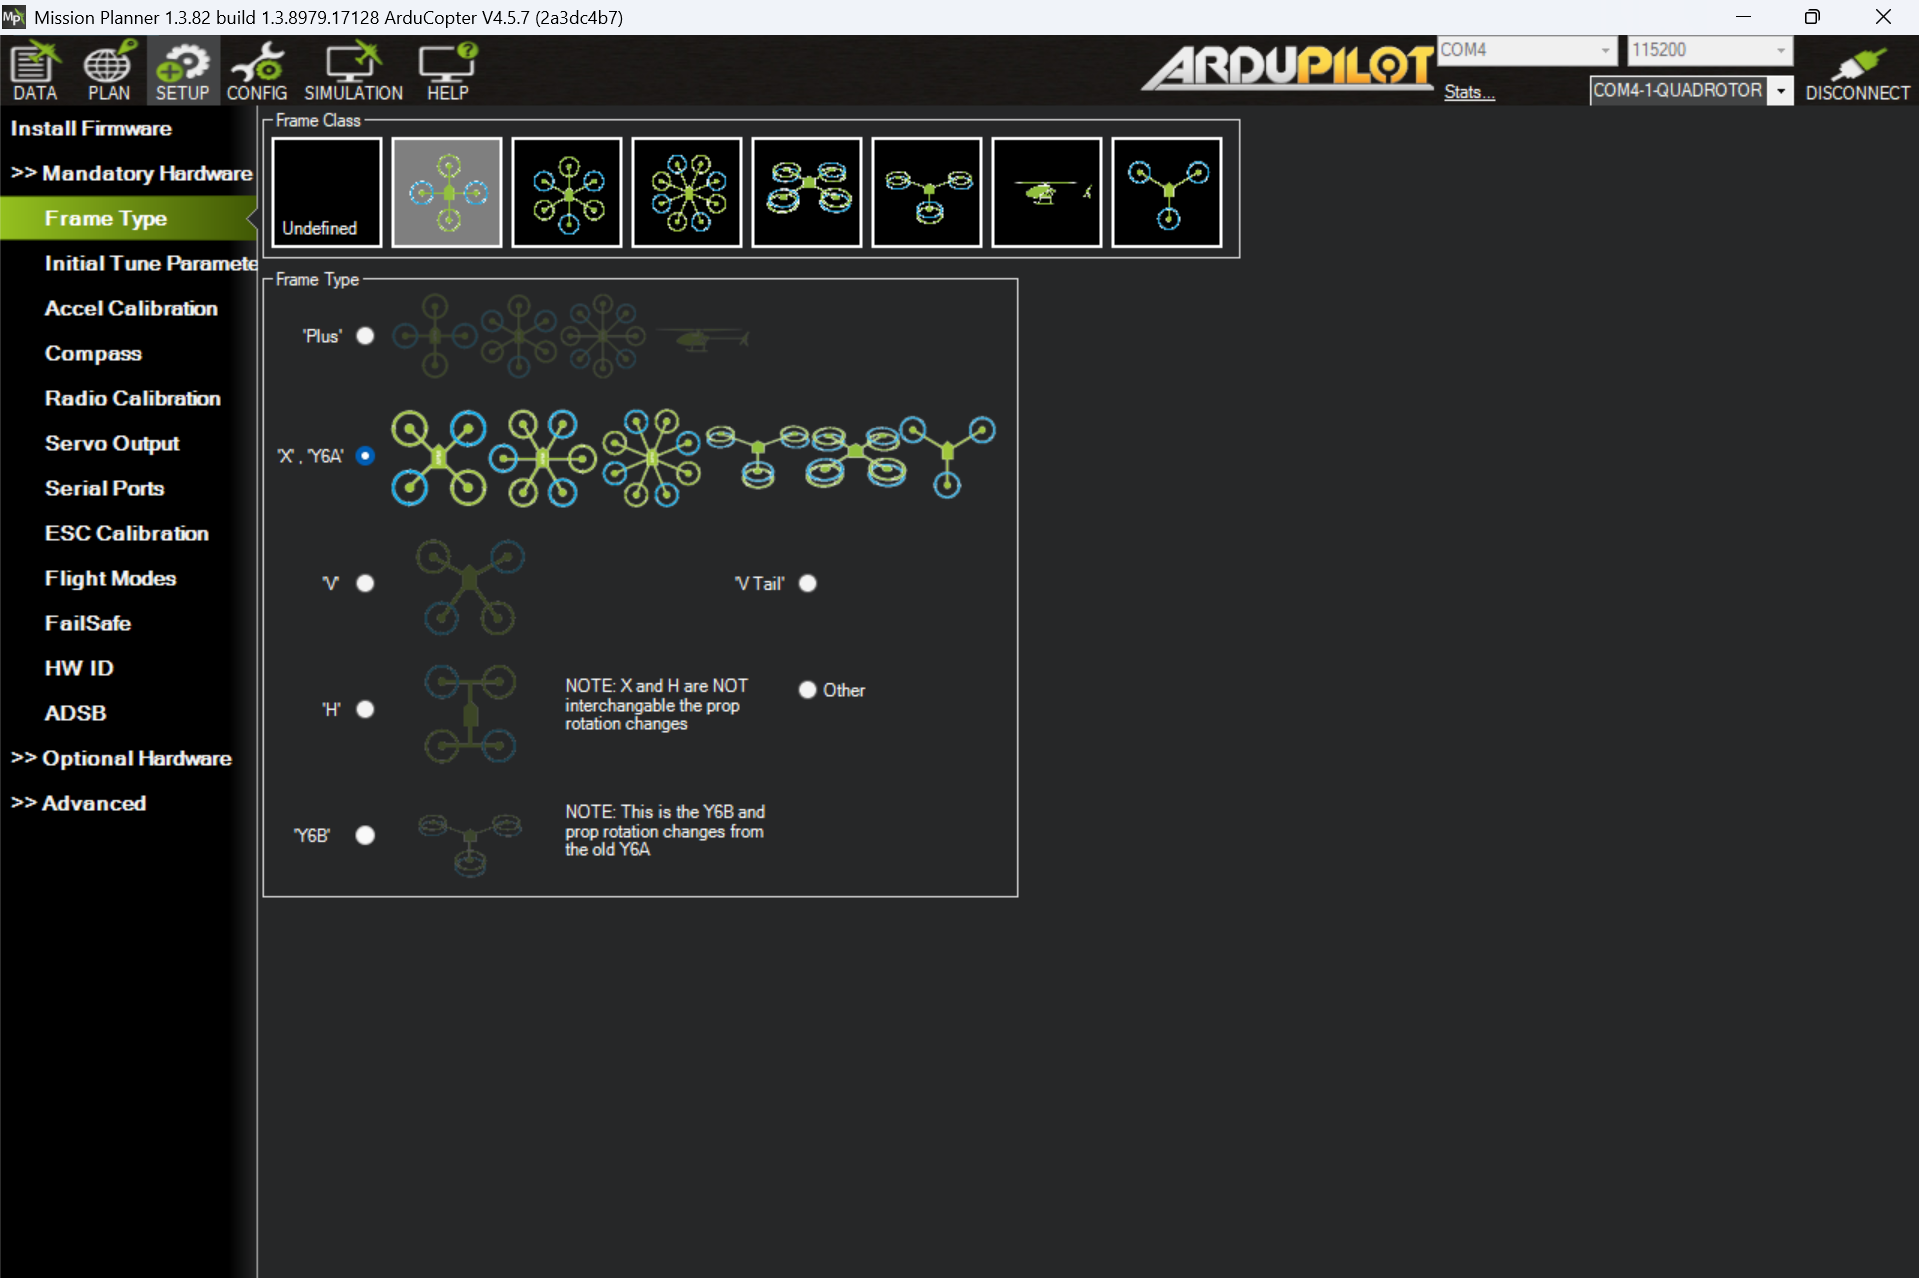 Mission Planner 1.3.82 build 1.3.8979.17128 ArduCopter V4.5.7 (2a3dc4b7)
DATA
PLAN
SETUP
CONFIG
SIMULATION
HELP
ARDUPILOT
COM4
115200
Stats...
COM4-1-QUADROTOR
DISCONNECT
Install Firmware
>> Mandatory Hardware
Frame Type
Initial Tune Paramete
Accel Calibration
Compass
Radio Calibration
Servo Output
Serial Ports
ESC Calibration
Flight Modes
FailSafe
HW ID
ADSB
>> Optional Hardware
>> Advanced
Frame Class
Undefined
Frame Type
'Plus'
'X', 'Y6A'
'V'
'V Tail'
'H'
NOTE: X and H are NOT
interchangable the prop
rotation changes
Other
'Y6B'
NOTE: This is the Y6B and
prop rotation changes from
the old Y6A